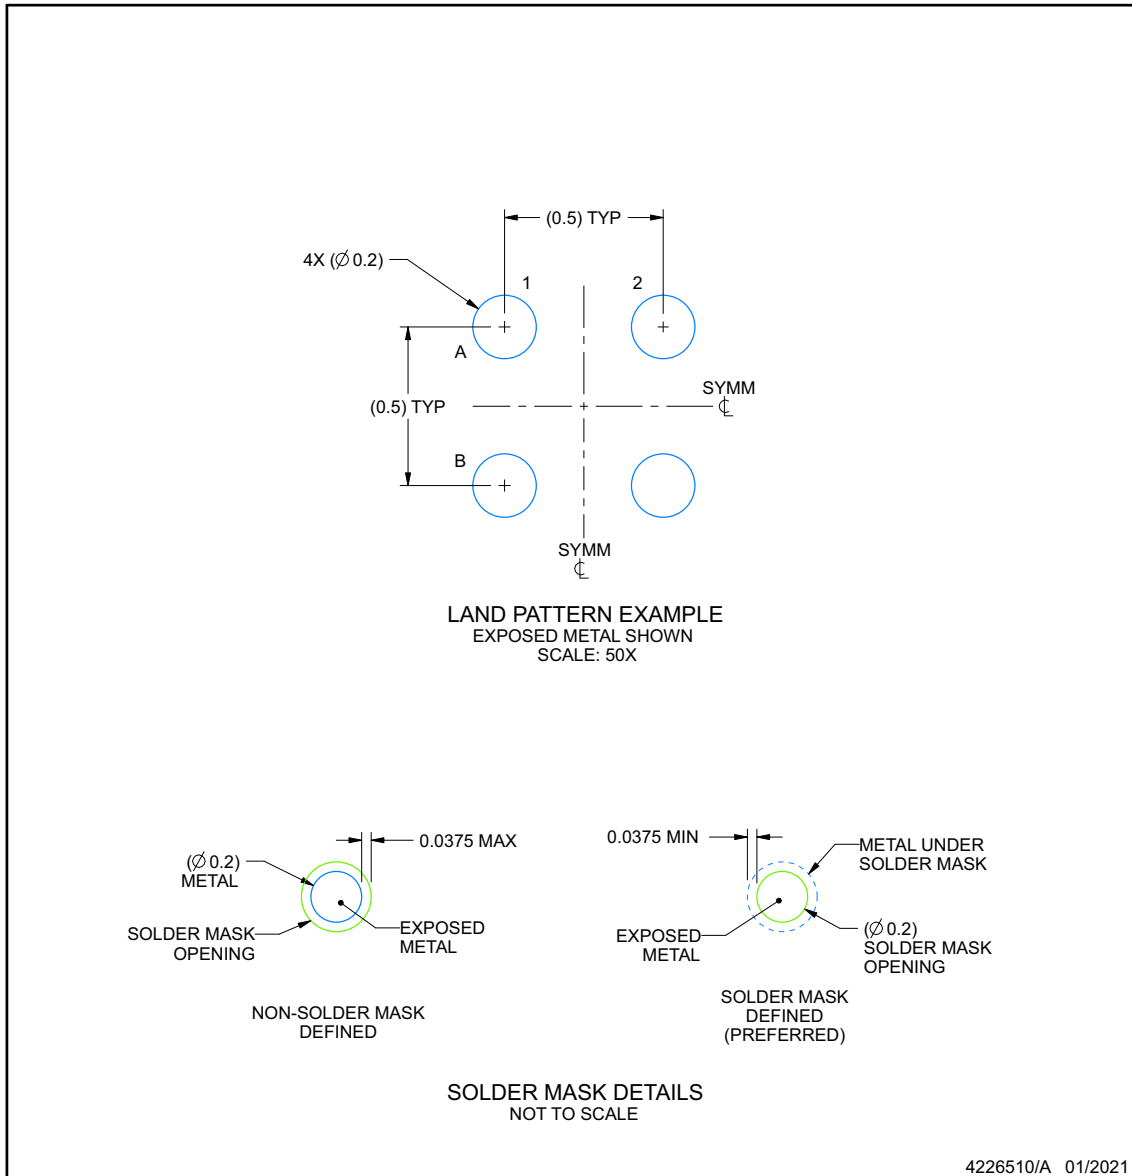 (0.5) TYP
4X (∅ 0.2)
1
2
A
SYMM
℄
(0.5) TYP
B
SYMM
℄
LAND PATTERN EXAMPLE
EXPOSED METAL SHOWN
SCALE: 50X
0.0375 MAX
(∅ 0.2)
METAL
SOLDER MASK
OPENING
EXPOSED
METAL
NON-SOLDER MASK
DEFINED
0.0375 MIN
METAL UNDER
SOLDER MASK
EXPOSED
METAL
(∅ 0.2)
SOLDER MASK
OPENING
SOLDER MASK
DEFINED
(PREFERRED)
SOLDER MASK DETAILS
NOT TO SCALE
4226510/A 01/2021